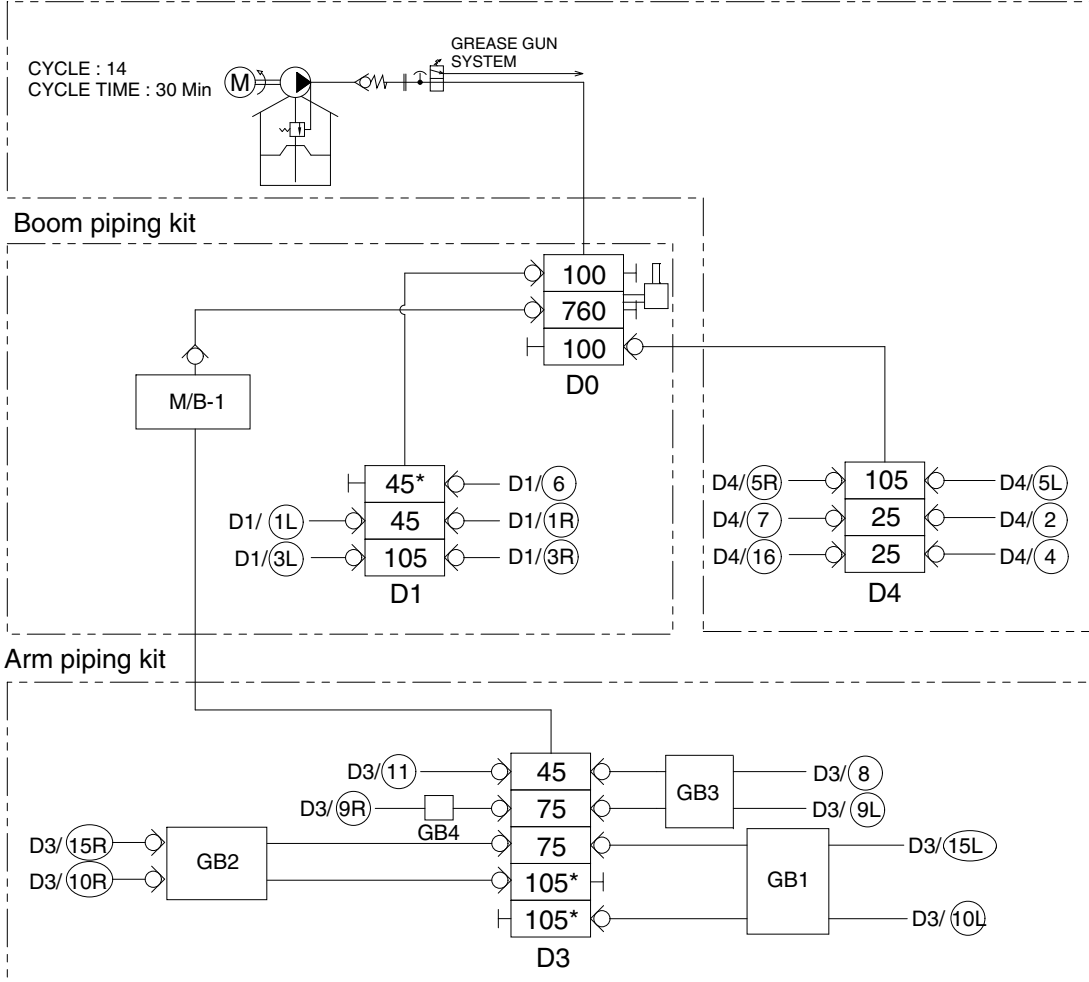 GREASE GUN
SYSTEM
CYCLE : 14
CYCLE TIME : 30 Min
M
Boom piping kit
100
760
100
D0
M/B-1
45*
45
105
D1
D1/ 1L
D1/3L
D1/6
D1/1R
D1/3R
D4/5R
D4/7
D4/16
105
25
25
D4
D4/5L
D4/2
D4/4
Arm piping kit
D3/11
D3/9R
GB4
D3/15R
D3/10R
GB2
45
75
75
105*
105*
D3
GB3
D3/8
D3/9L
GB1
D3/15L
D3/ 10L